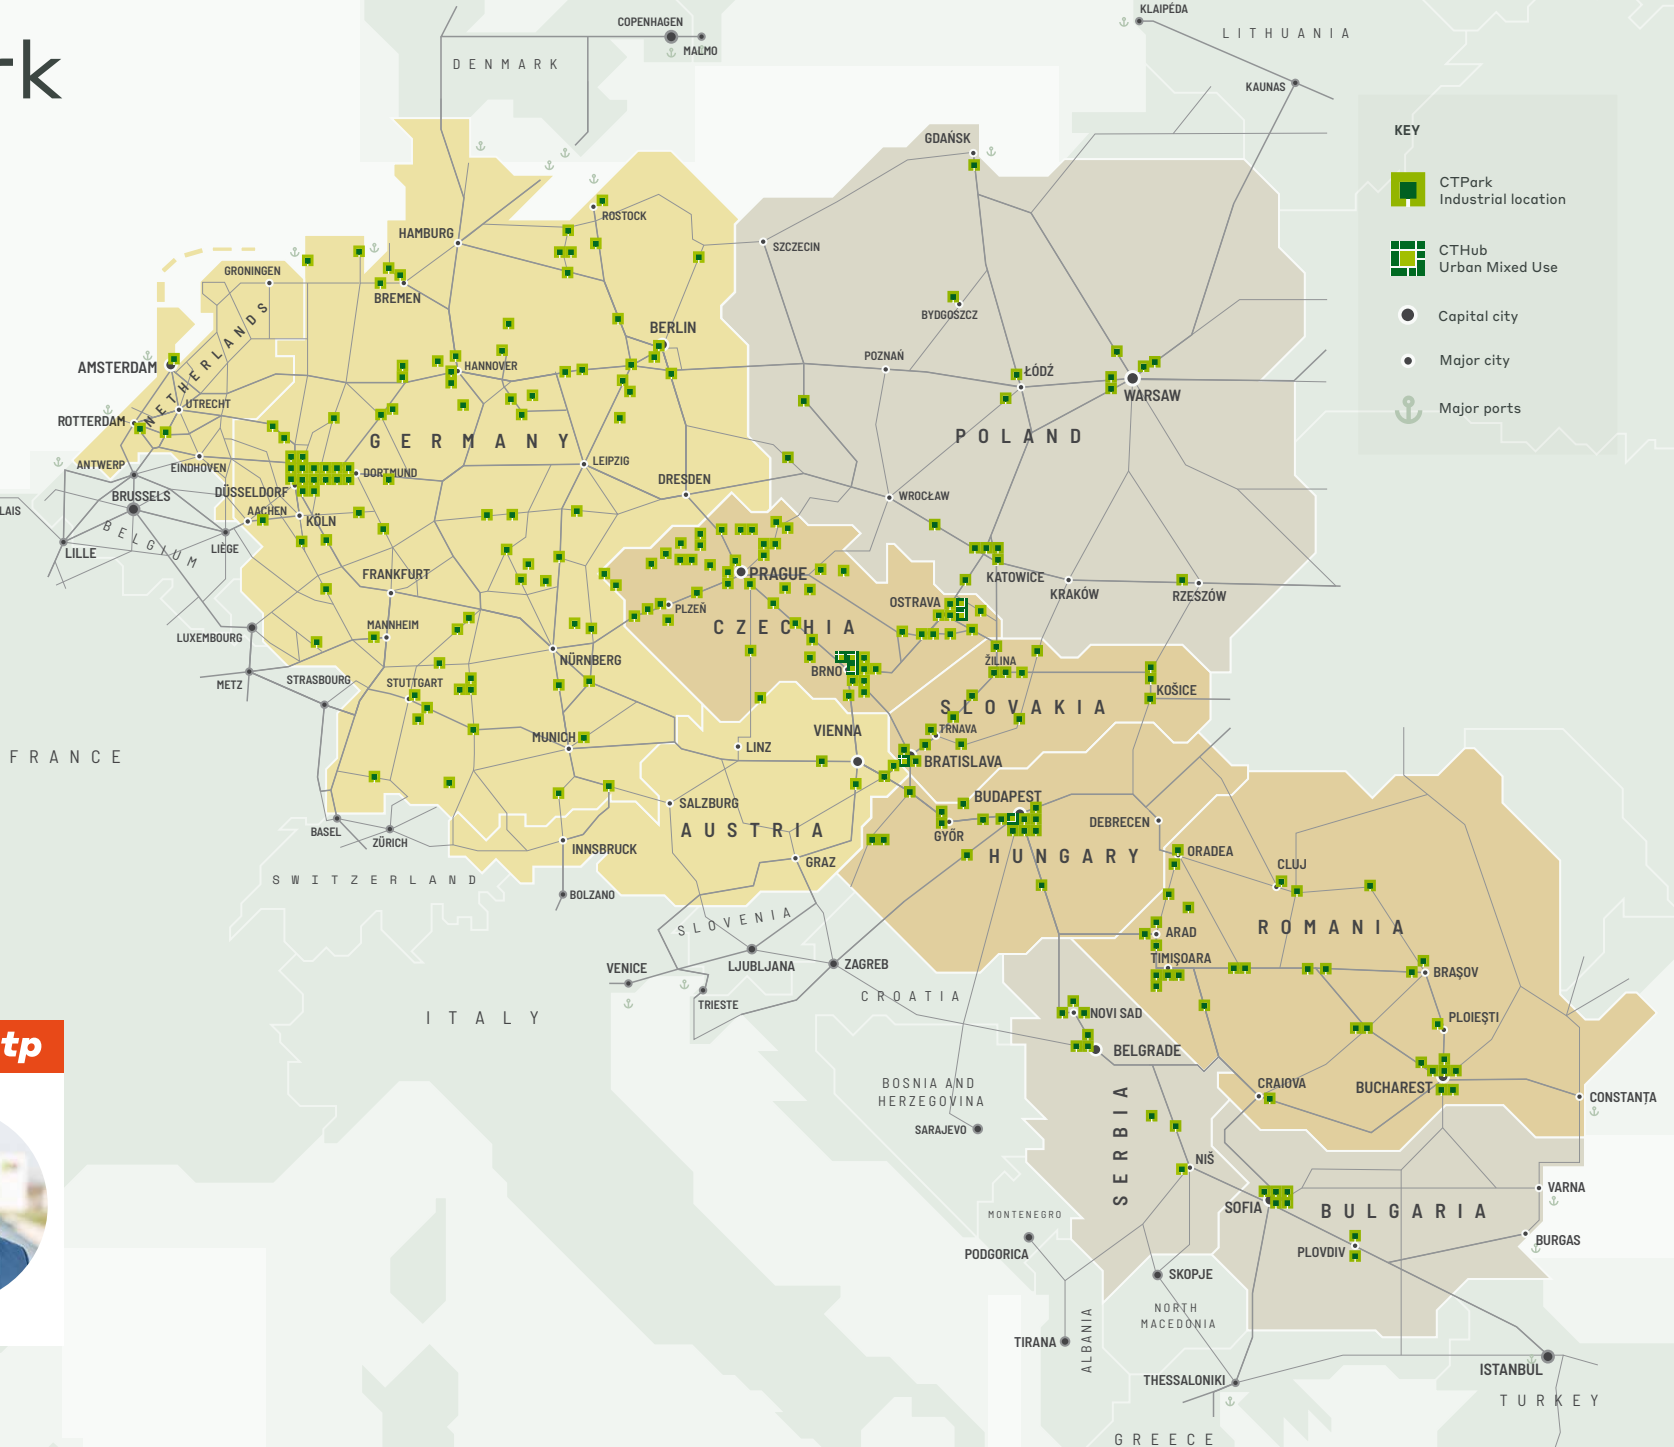 rk
KEY
CTPark
Industrial location
CTHub
Urban Mixed Use
Capital city
Major city
Major ports
COPENHAGEN
MALMO
DENMARK
KLAIPĖDA
LITHUANIA
KAUNAS
GDAŃSK
ROSTOCK
HAMBURG
SZCZECIN
GRONINGEN
BREMEN
BYDGOSZCZ
BERLIN
NETHERLANDS
AMSTERDAM
HANNOVER
POZNAŃ
ŁÓDŹ
WARSAW
UTRECHT
ROTTERDAM
GERMANY
POLAND
ANTWERP
EINDHOVEN
DORTMUND
LEIPZIG
DRESDEN
BRUSSELS
DÜSSELDORF
WROCŁAW
LAIS
AACHEN
KÖLN
BELGIUM
LILLE
LIÈGE
FRANKFURT
PRAGUE
KATOWICE
KRAKÓW
RZESZÓW
OSTRAVA
PLZEŇ
CZECHIA
LUXEMBOURG
MANNHEIM
NÜRNBERG
ŽILINA
BRNO
METZ
STRASBOURG
STUTTGART
KOŠICE
SLOVAKIA
FRANCE
MUNICH
LINZ
VIENNA
TRNAVA
BRATISLAVA
SALZBURG
BUDAPEST
BASEL
ZÜRICH
AUSTRIA
GYŐR
DEBRECEN
INNSBRUCK
GRAZ
HUNGARY
ORADEA
CLUJ
SWITZERLAND
BOLZANO
ROMANIA
SLOVENIA
ARAD
VENICE
LJUBLJANA
ZAGREB
TIMIŞOARA
BRAŞOV
TRIESTE
CROATIA
ITALY
NOVI SAD
PLOIEŞTI
tp
BELGRADE
BOSNIA AND
HERZEGOVINA
CRAIOVA
BUCHAREST
CONSTANŢA
SARAJEVO
SERBIA
NIŠ
VARNA
SOFIA
BULGARIA
MONTENEGRO
PODGORICA
PLOVDIV
BURGAS
SKOPJE
NORTH
MACEDONIA
TIRANA
ALBANIA
ISTANBUL
THESSALONIKI
TURKEY
GREECE